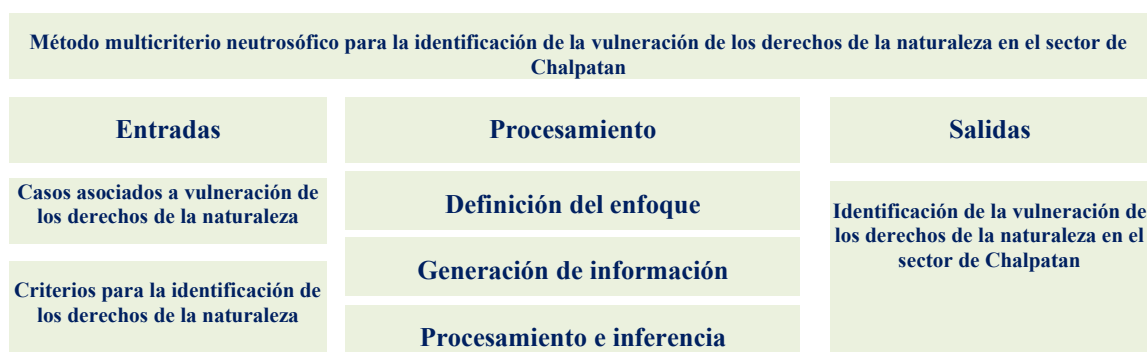 Método multicriterio neutrosófico para la identificación de la vulneración de los derechos de la naturaleza en el sector de
Chalpatan
Entradas
Procesamiento
Salidas
Casos asociados a vulneración de
los derechos de la naturaleza
Criterios para la identificación de
los derechos de la naturaleza
Definición del enfoque
Generación de información
Procesamiento e inferencia
Identificación de la vulneración de
los derechos de la naturaleza en el
sector de Chalpatan